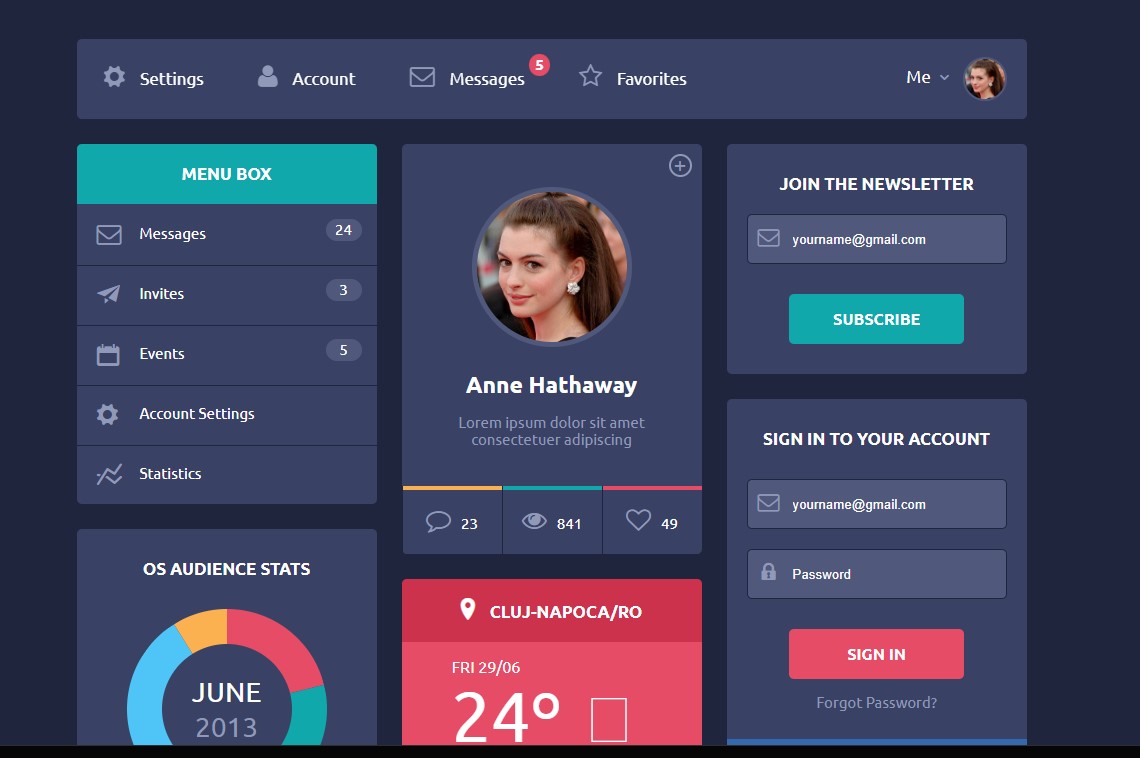 Settings
Account
Messages
5
Favorites
Me
MENU BOX
Messages 24
Invites 3
Events 5
Account Settings
Statistics
OS AUDIENCE STATS
JUNE
2013
Anne Hathaway
Lorem ipsum dolor sit amet
consectetuer adipiscing
23
841
49
CLUJ-NAPOCA/RO
FRI 29/06
24°
JOIN THE NEWSLETTER
yourname@gmail.com
SUBSCRIBE
SIGN IN TO YOUR ACCOUNT
yourname@gmail.com
Password
SIGN IN
Forgot Password?